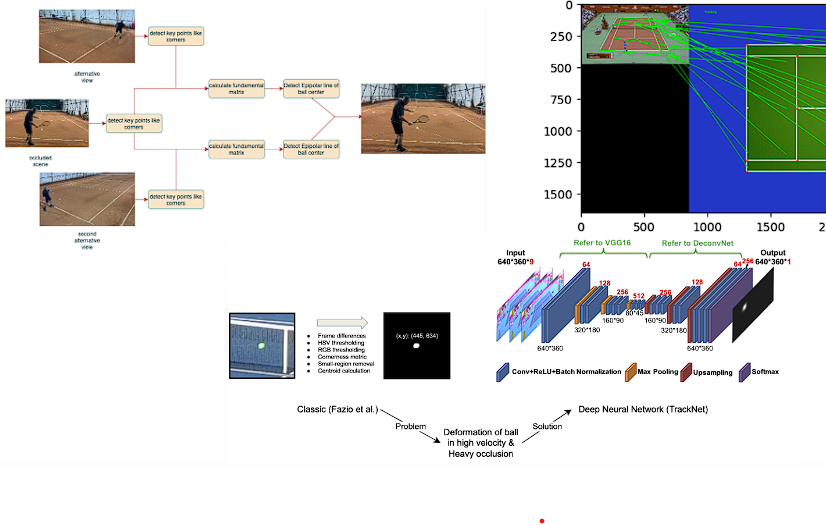 alternative
view
detect key points like
corners
occluded
scene
detect key points like
corners
second
alternative
view
detect key points like
corners
calculate fundamental
matrix
Detect Epipolar line of
ball center
calculate fundamental
matrix
Detect Epipolar line of
ball center
0
250
500
750
1000
1250
1500
0
500
1000
1500
Refer to VGG16
Refer to DeconvNet
Input
640*360*9
Output
640*360*1
64
128
256
512
256
128
64
256
640*360
320*180
160*90
80*45
160*90
320*180
640*360
Conv+ReLU+Batch Normalization
Max Pooling
Upsampling
Softmax
• Frame differences
• HSV thresholding
• RGB thresholding
• Cornerness metric
• Small-region removal
• Centroid calculation
(x,y): (445, 634)
Classic (Fazio et al.)
Problem
Deformation of ball
in high velocity &
Heavy occlusion
Solution
Deep Neural Network (TrackNet)